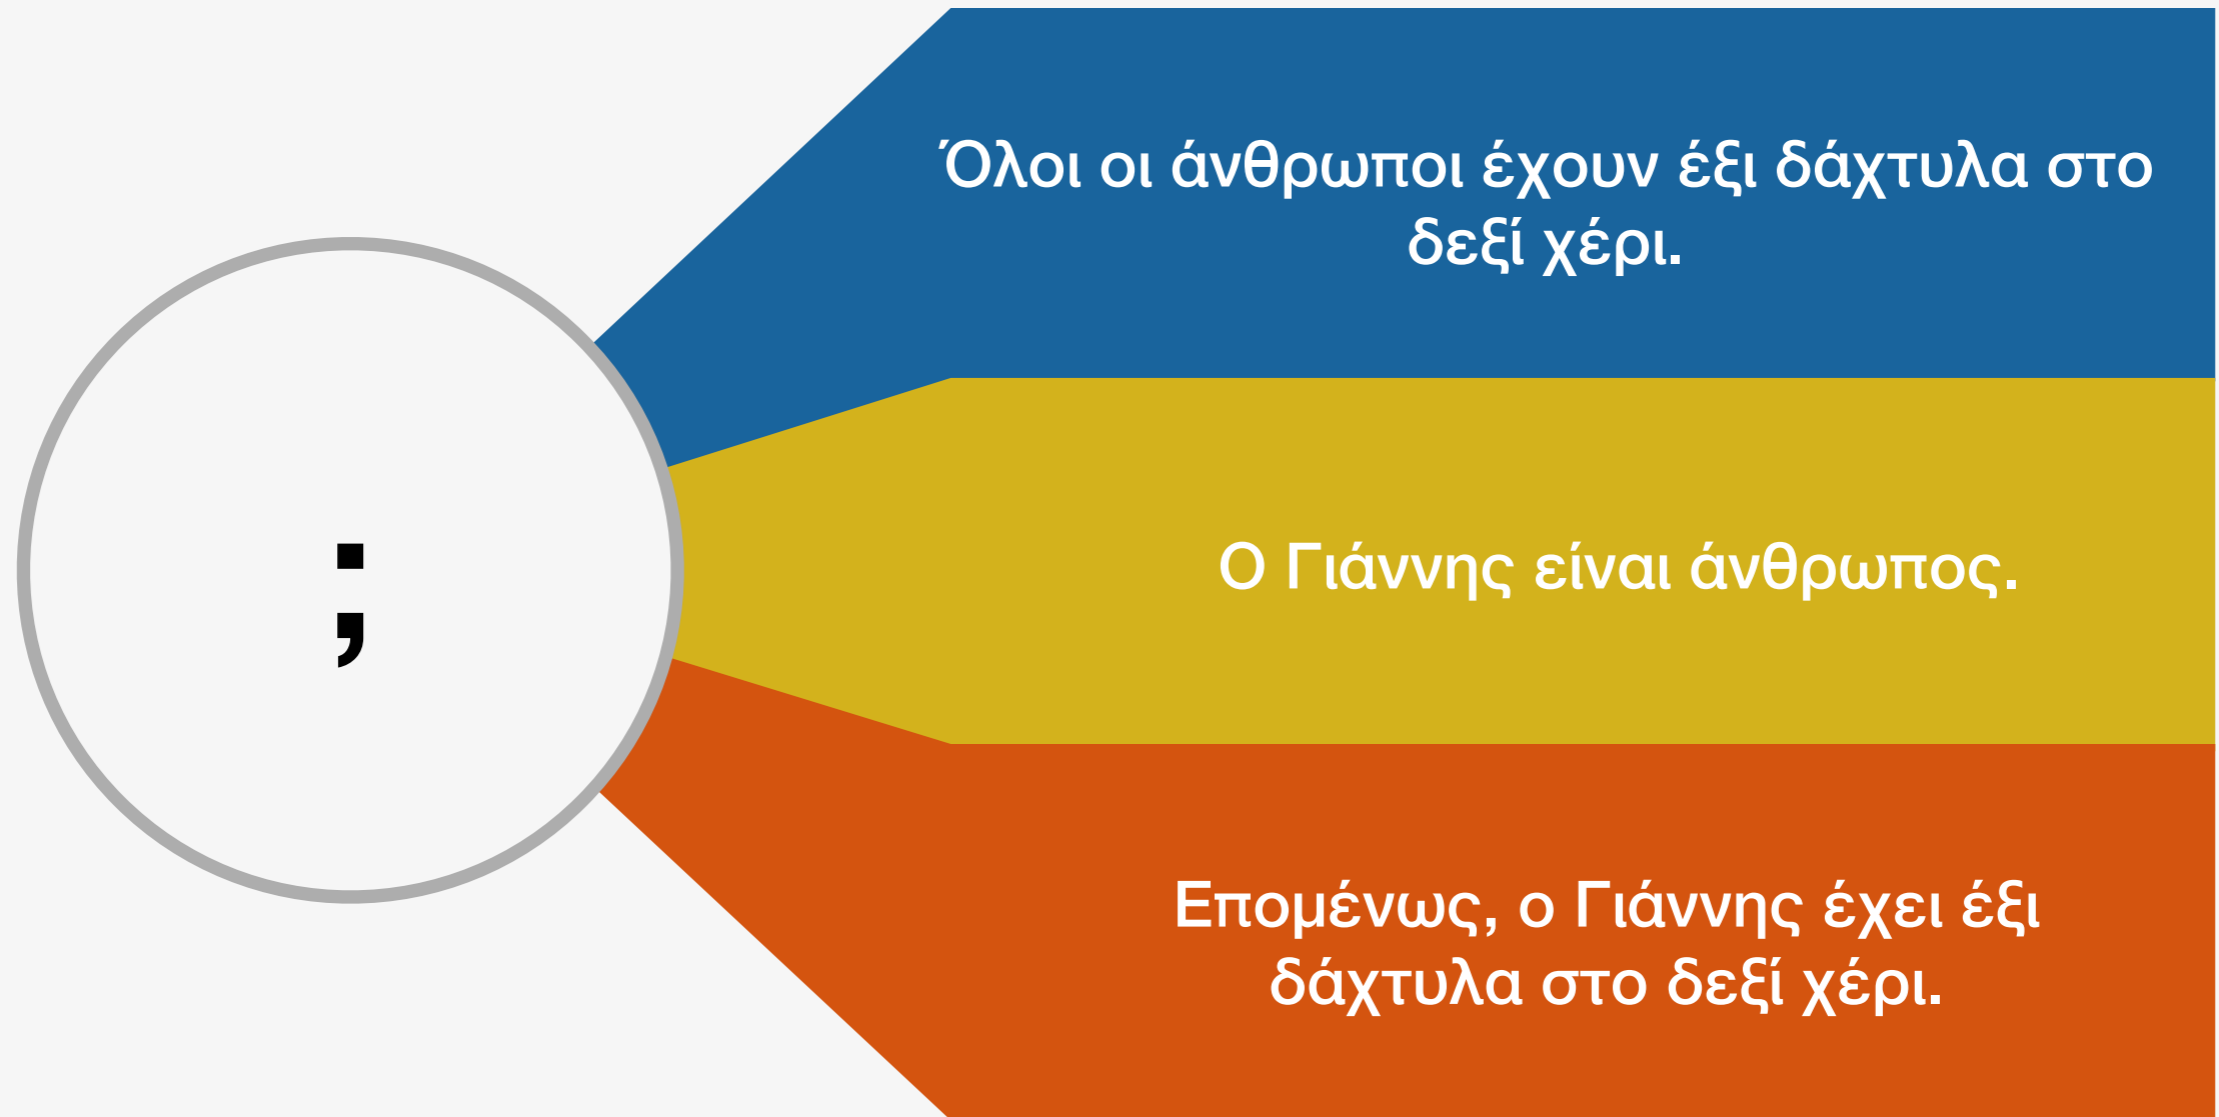 Όλοι οι άνθρωποι έχουν έξι δάχτυλα στο
δεξί χέρι.
;
Ο Γιάννης είναι άνθρωπος.
Επομένως, ο Γιάννης έχει έξι
δάχτυλα στο δεξί χέρι.